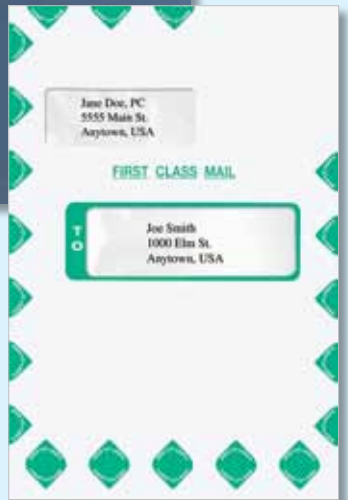 Jane Doe, PC
5555 Main St.
Anytown, USA
FIRST CLASS MAIL
TO
Joe Smith
1000 Elm St.
Anytown, USA